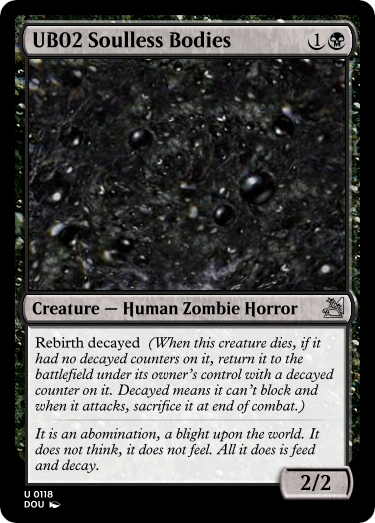 UB02 Soulless Bodies 1
Creature — Human Zombie Horror
Rebirth decayed (When this creature dies, if it
had no decayed counters on it, return it to the
battlefield under its owner's control with a decayed
counter on it. Decayed means it can't block and
when it attacks, sacrifice it at end of combat.)
It is an abomination, a blight upon the world. It
does not think, it does not feel. All it does is feed
and decay.
2/2
U 0118
DOU